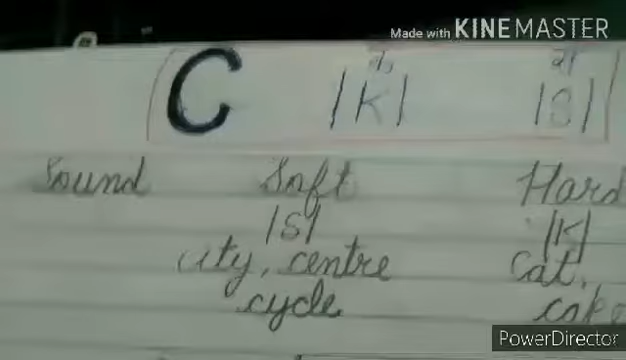 Made with KINEMASTER
C /K/ /S/
Sound Soft Hard
/S/ /K/
city, centre Cat,
cycle
PowerDirector